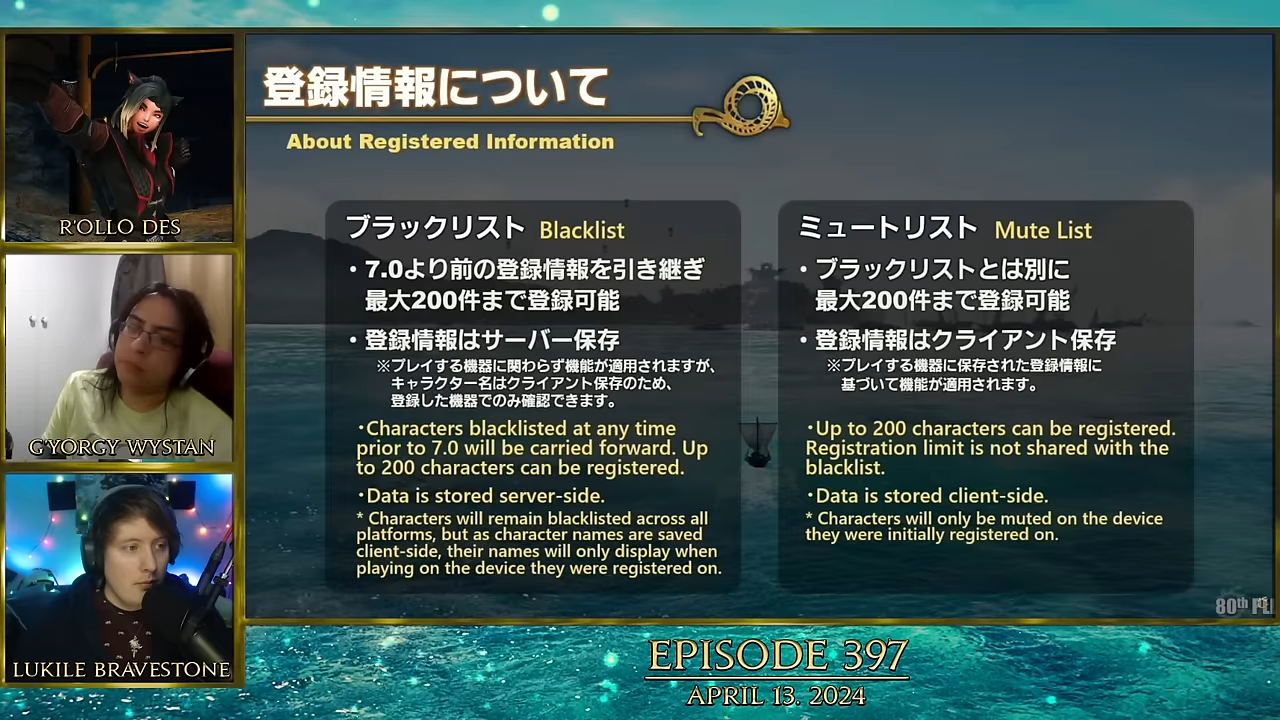 登録情報について
About Registered Information
ブラックリスト Blacklist
・7.0より前の登録情報を引き継ぎ
最大200件まで登録可能
・登録情報はサーバー保存
※プレイする機器に関わらず機能が適用されますが、
キャラクター名はクライアント保存のため、
登録した機器でのみ確認できます。
・Characters blacklisted at any time
prior to 7.0 will be carried forward. Up
to 200 characters can be registered.
・Data is stored server-side.
* Characters will remain blacklisted across all
platforms, but as character names are saved
client-side, their names will only display when
playing on the device they were registered on.
ミュートリスト Mute List
・ブラックリストとは別に
最大200件まで登録可能
・登録情報はクライアント保存
※プレイする機器に保存された登録情報に
基づいて機能が適用されます。
・Up to 200 characters can be registered.
Registration limit is not shared with the
blacklist.
・Data is stored client-side.
* Characters will only be muted on the device
they were initially registered on.
80th
R'OLLO DES
G'YORGY WYSTAN
LUKILE BRAVESTONE
EPISODE 397
APRIL 13. 2024